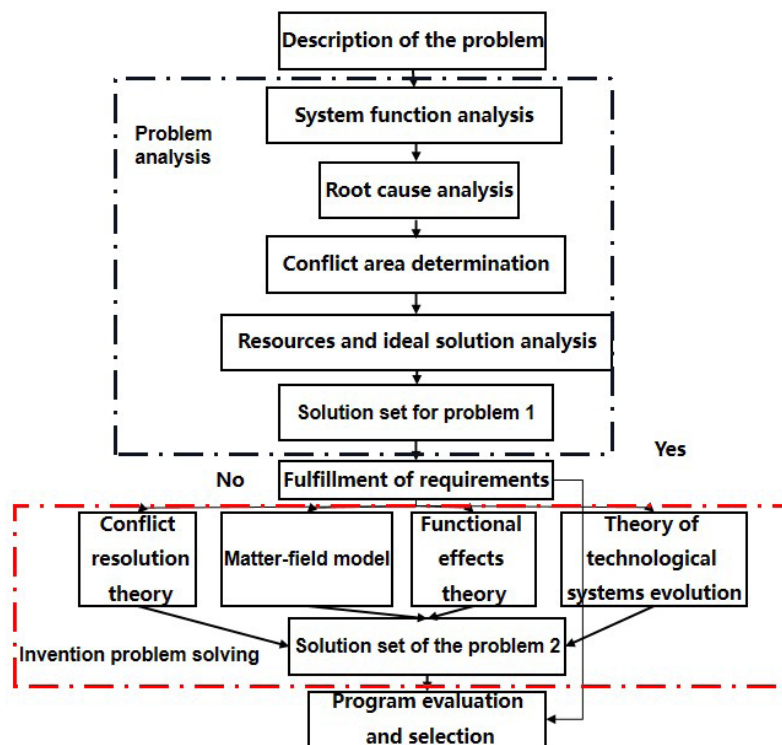 Description of the problem
Problem
analysis
System function analysis
Root cause analysis
Conflict area determination
Resources and ideal solution analysis
Solution set for problem 1
Yes
No
Fulfillment of requirements
Conflict
resolution
theory
Matter-field model
Functional
effects
theory
Theory of
technological
systems evolution
Invention problem solving
Solution set of the problem 2
Program evaluation
and selection